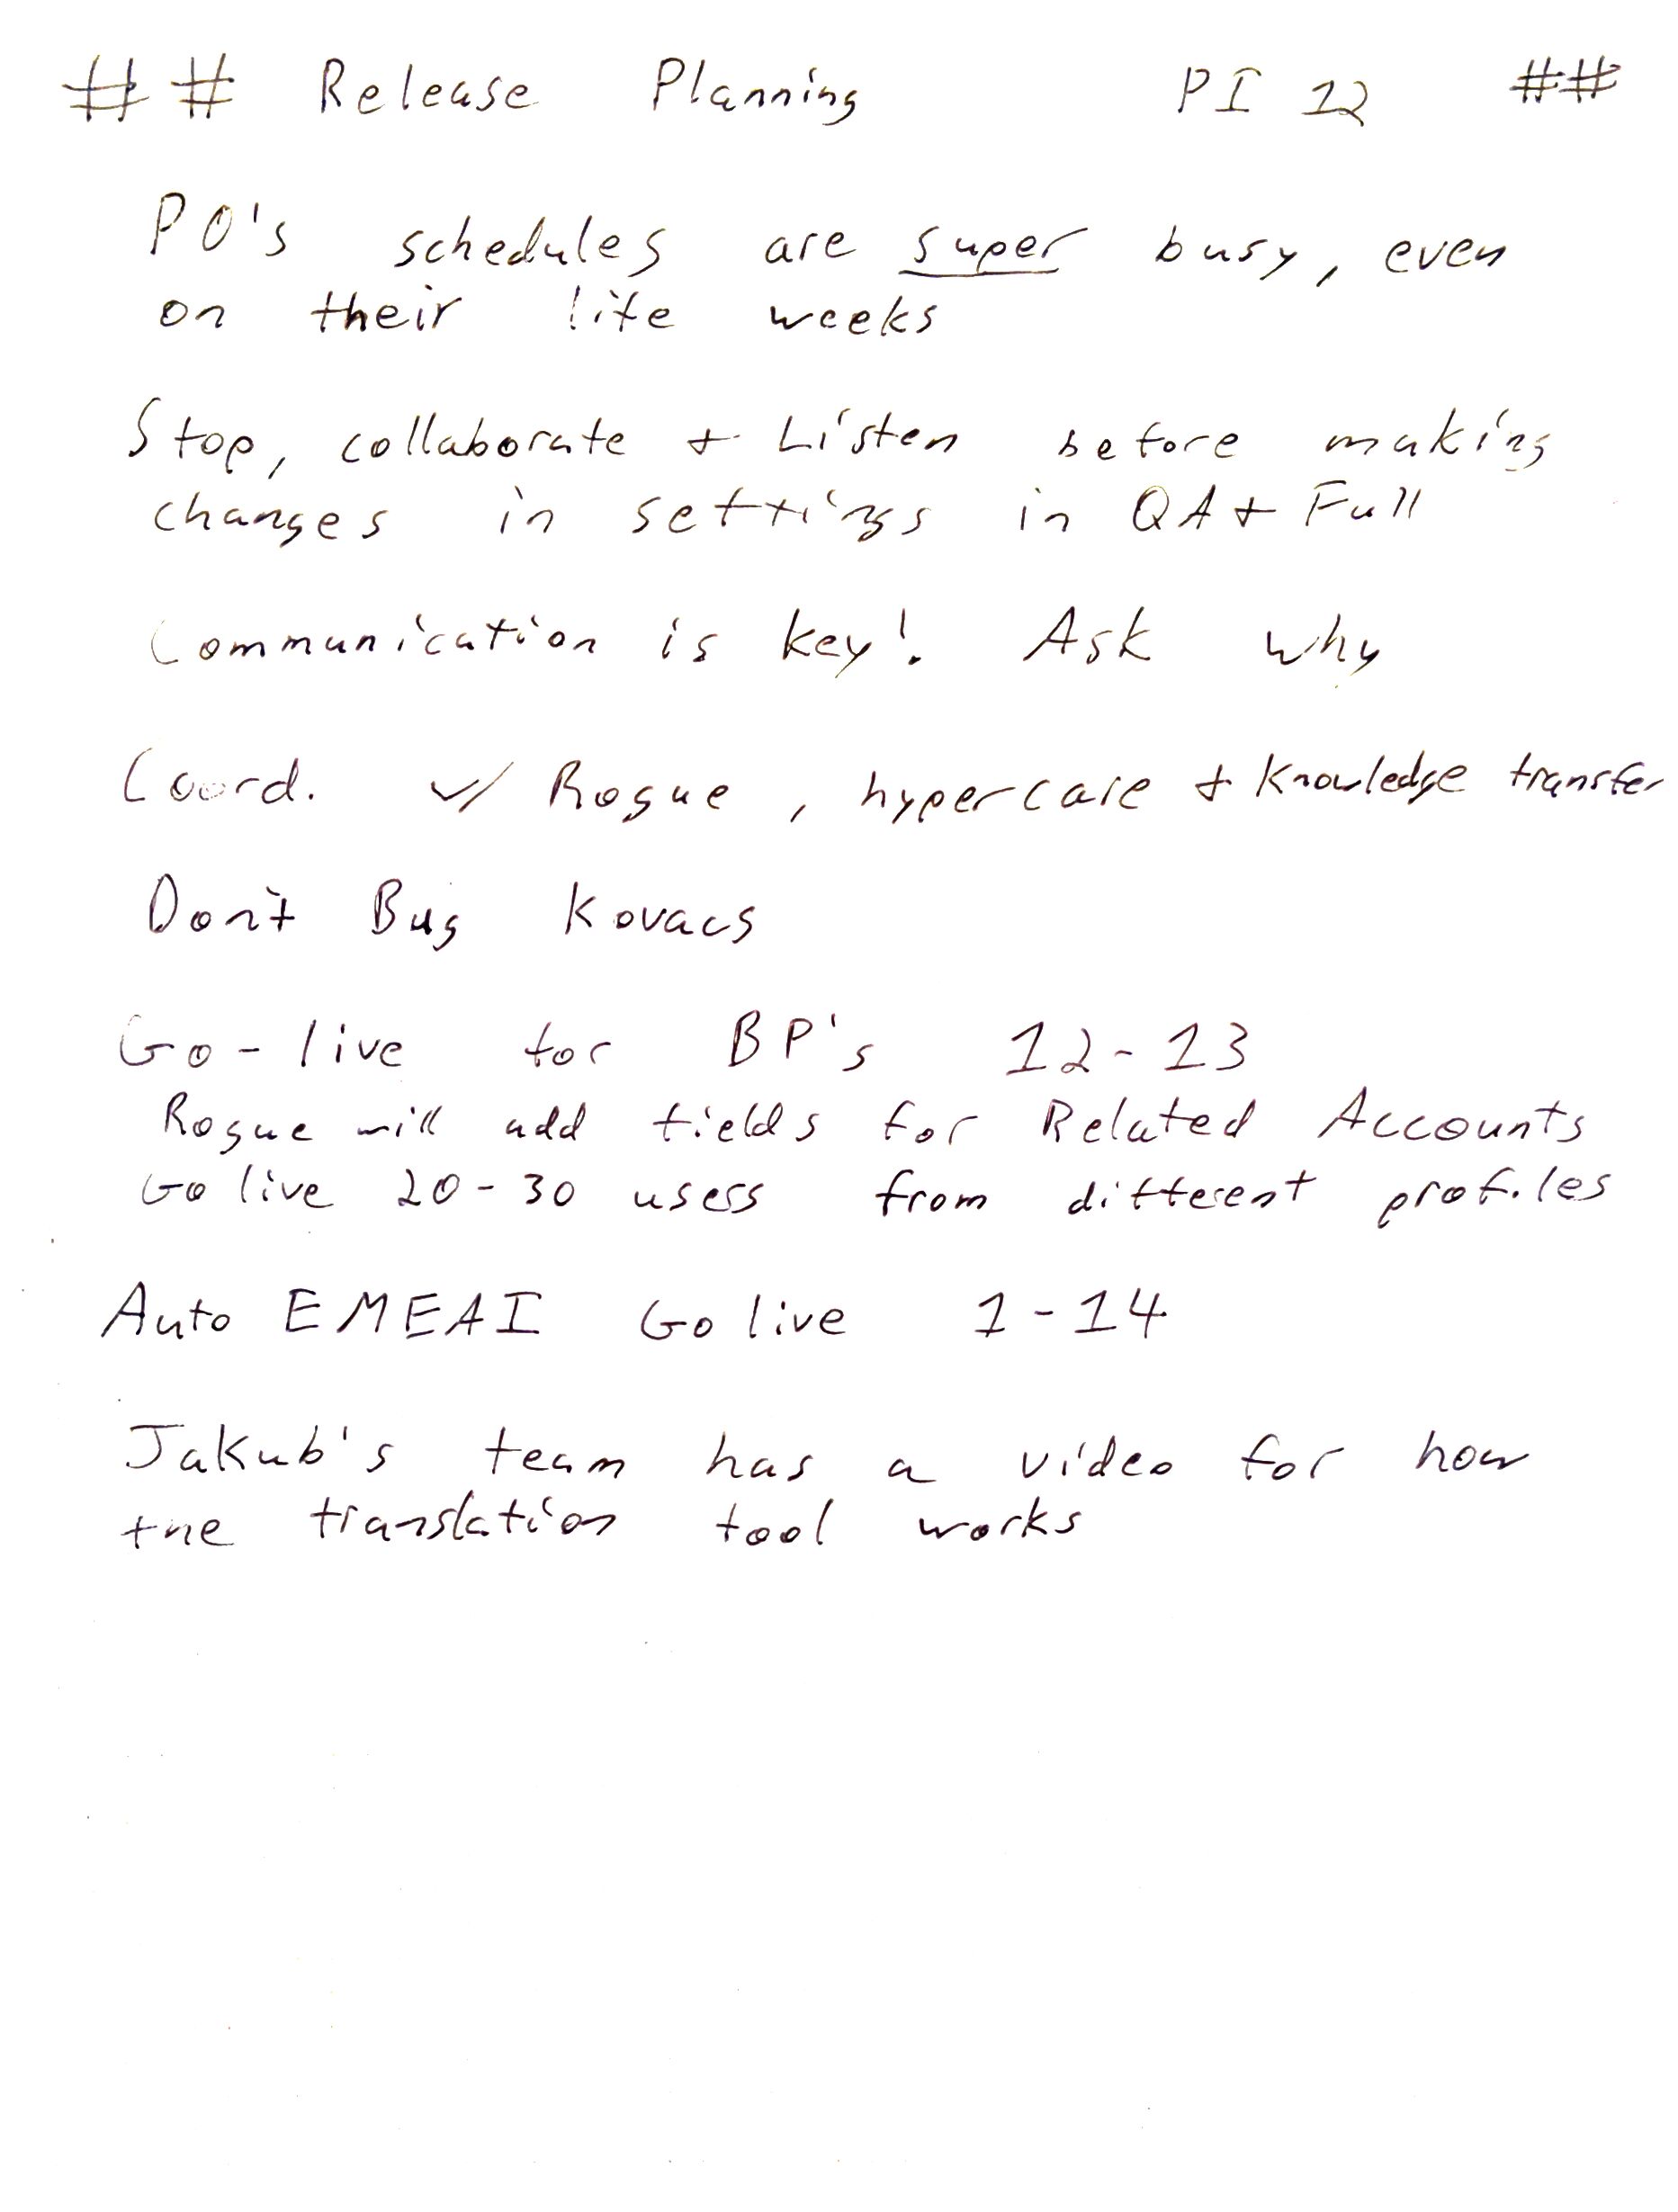 ## Release Planning PI 12 ##
PO's schedules are super busy, even
on their lite weeks
Stop, collaborate + Listen before making
changes in settings in QA + Full
Communication is key! Ask why
Coord. w/ Rogue, hypercare + Knowledge transfer
Don't Bug Kovacs
Go-live for BP's 12-13
Rogue will add fields for Related Accounts
Go live 20-30 users from different profiles
Auto EMEAI Go live 1-14
Jakub's team has a video for how
the translation tool works